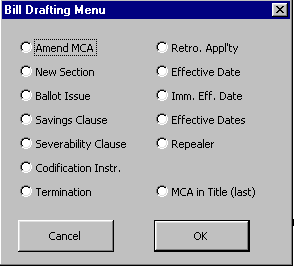 Bill Drafting Menu
Amend MCA
Retro. Appl'ty
New Section
Effective Date
Ballot Issue
Imm. Eff. Date
Savings Clause
Effective Dates
Severability Clause
Repealer
Codification Instr.
Termination
MCA in Title (last)
Cancel
OK